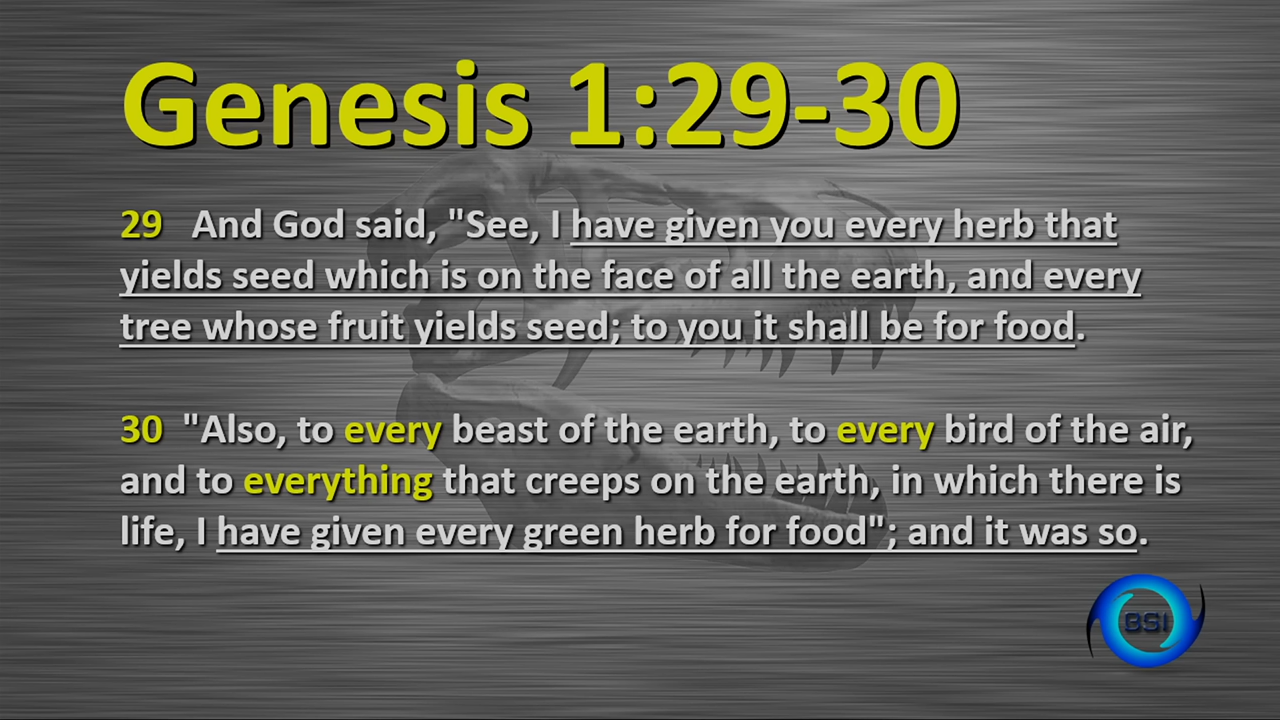 Genesis 1:29-30
29 And God said, "See, I have given you every herb that
yields seed which is on the face of all the earth, and every
tree whose fruit yields seed; to you it shall be for food.
30 "Also, to every beast of the earth, to every bird of the air,
and to everything that creeps on the earth, in which there is
life, I have given every green herb for food"; and it was so.
BSI